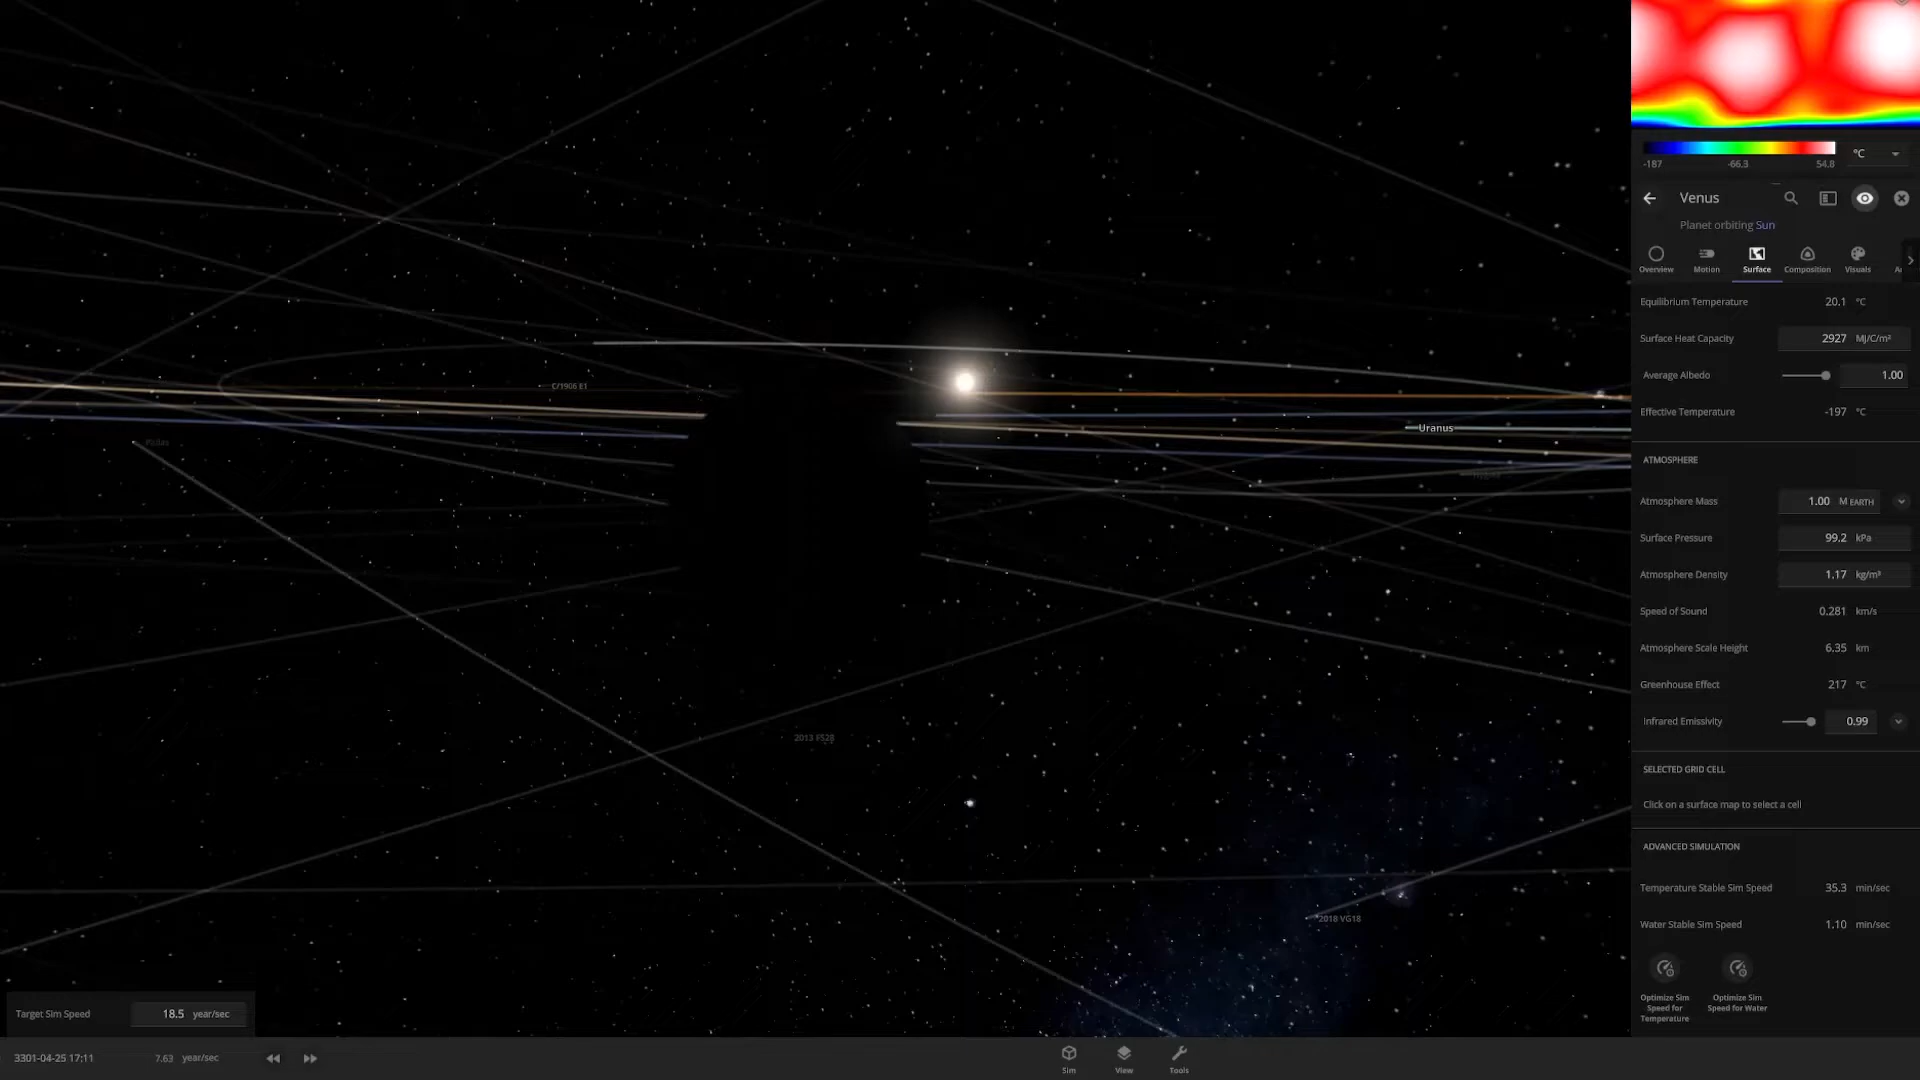 -187
-66.3
54.8
°C
Venus
Planet orbiting Sun
Overview
Motion
Surface
Composition
Visuals
Equilibrium Temperature 20.1 °C
Surface Heat Capacity 2927 MJ/C/m²
Average Albedo 1.00
Effective Temperature -197 °C
ATMOSPHERE
Atmosphere Mass 1.00 M EARTH
Surface Pressure 99.2 kPa
Atmosphere Density 1.17 kg/m³
Speed of Sound 0.281 km/s
Atmosphere Scale Height 6.35 km
Greenhouse Effect 217 °C
Infrared Emissivity 0.99
SELECTED GRID CELL
Click on a surface map to select a cell
ADVANCED SIMULATION
Temperature Stable Sim Speed 35.3 min/sec
Water Stable Sim Speed 1.10 min/sec
Optimize Sim
Speed for
Temperature
Optimize Sim
Speed for Water
C/1906 E1
Uranus
2013 FS28
2018 VG18
Target Sim Speed 18.5 year/sec
3301-04-25 17:11
7.63 year/sec
Sim
View
Tools